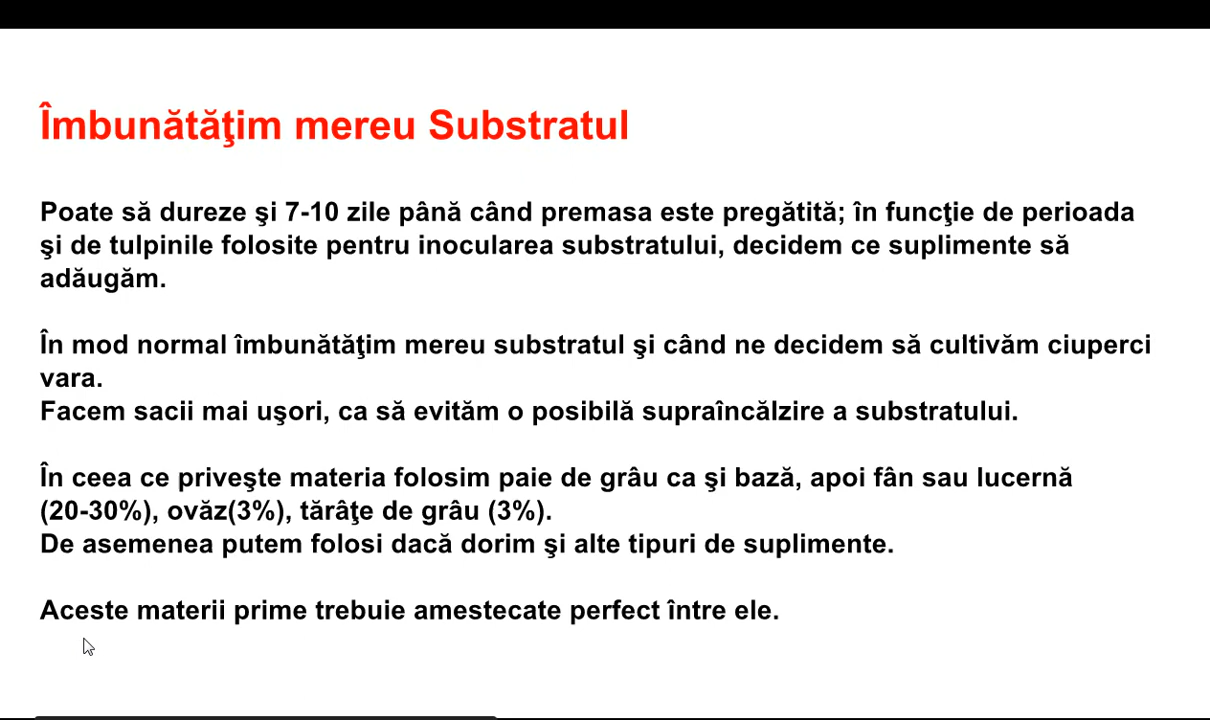 Îmbunătăţim mereu Substratul
Poate să dureze şi 7-10 zile până când premasa este pregătită; în funcţie de perioada
şi de tulpinile folosite pentru inocularea substratului, decidem ce suplimente să
adăugăm.
În mod normal îmbunătăţim mereu substratul şi când ne decidem să cultivăm ciuperci
vara.
Facem sacii mai uşori, ca să evităm o posibilă supraîncălzire a substratului.
În ceea ce priveşte materia folosim paie de grâu ca şi bază, apoi fân sau lucernă
(20-30%), ovăz(3%), tărâţe de grâu (3%).
De asemenea putem folosi dacă dorim şi alte tipuri de suplimente.
Aceste materii prime trebuie amestecate perfect între ele.